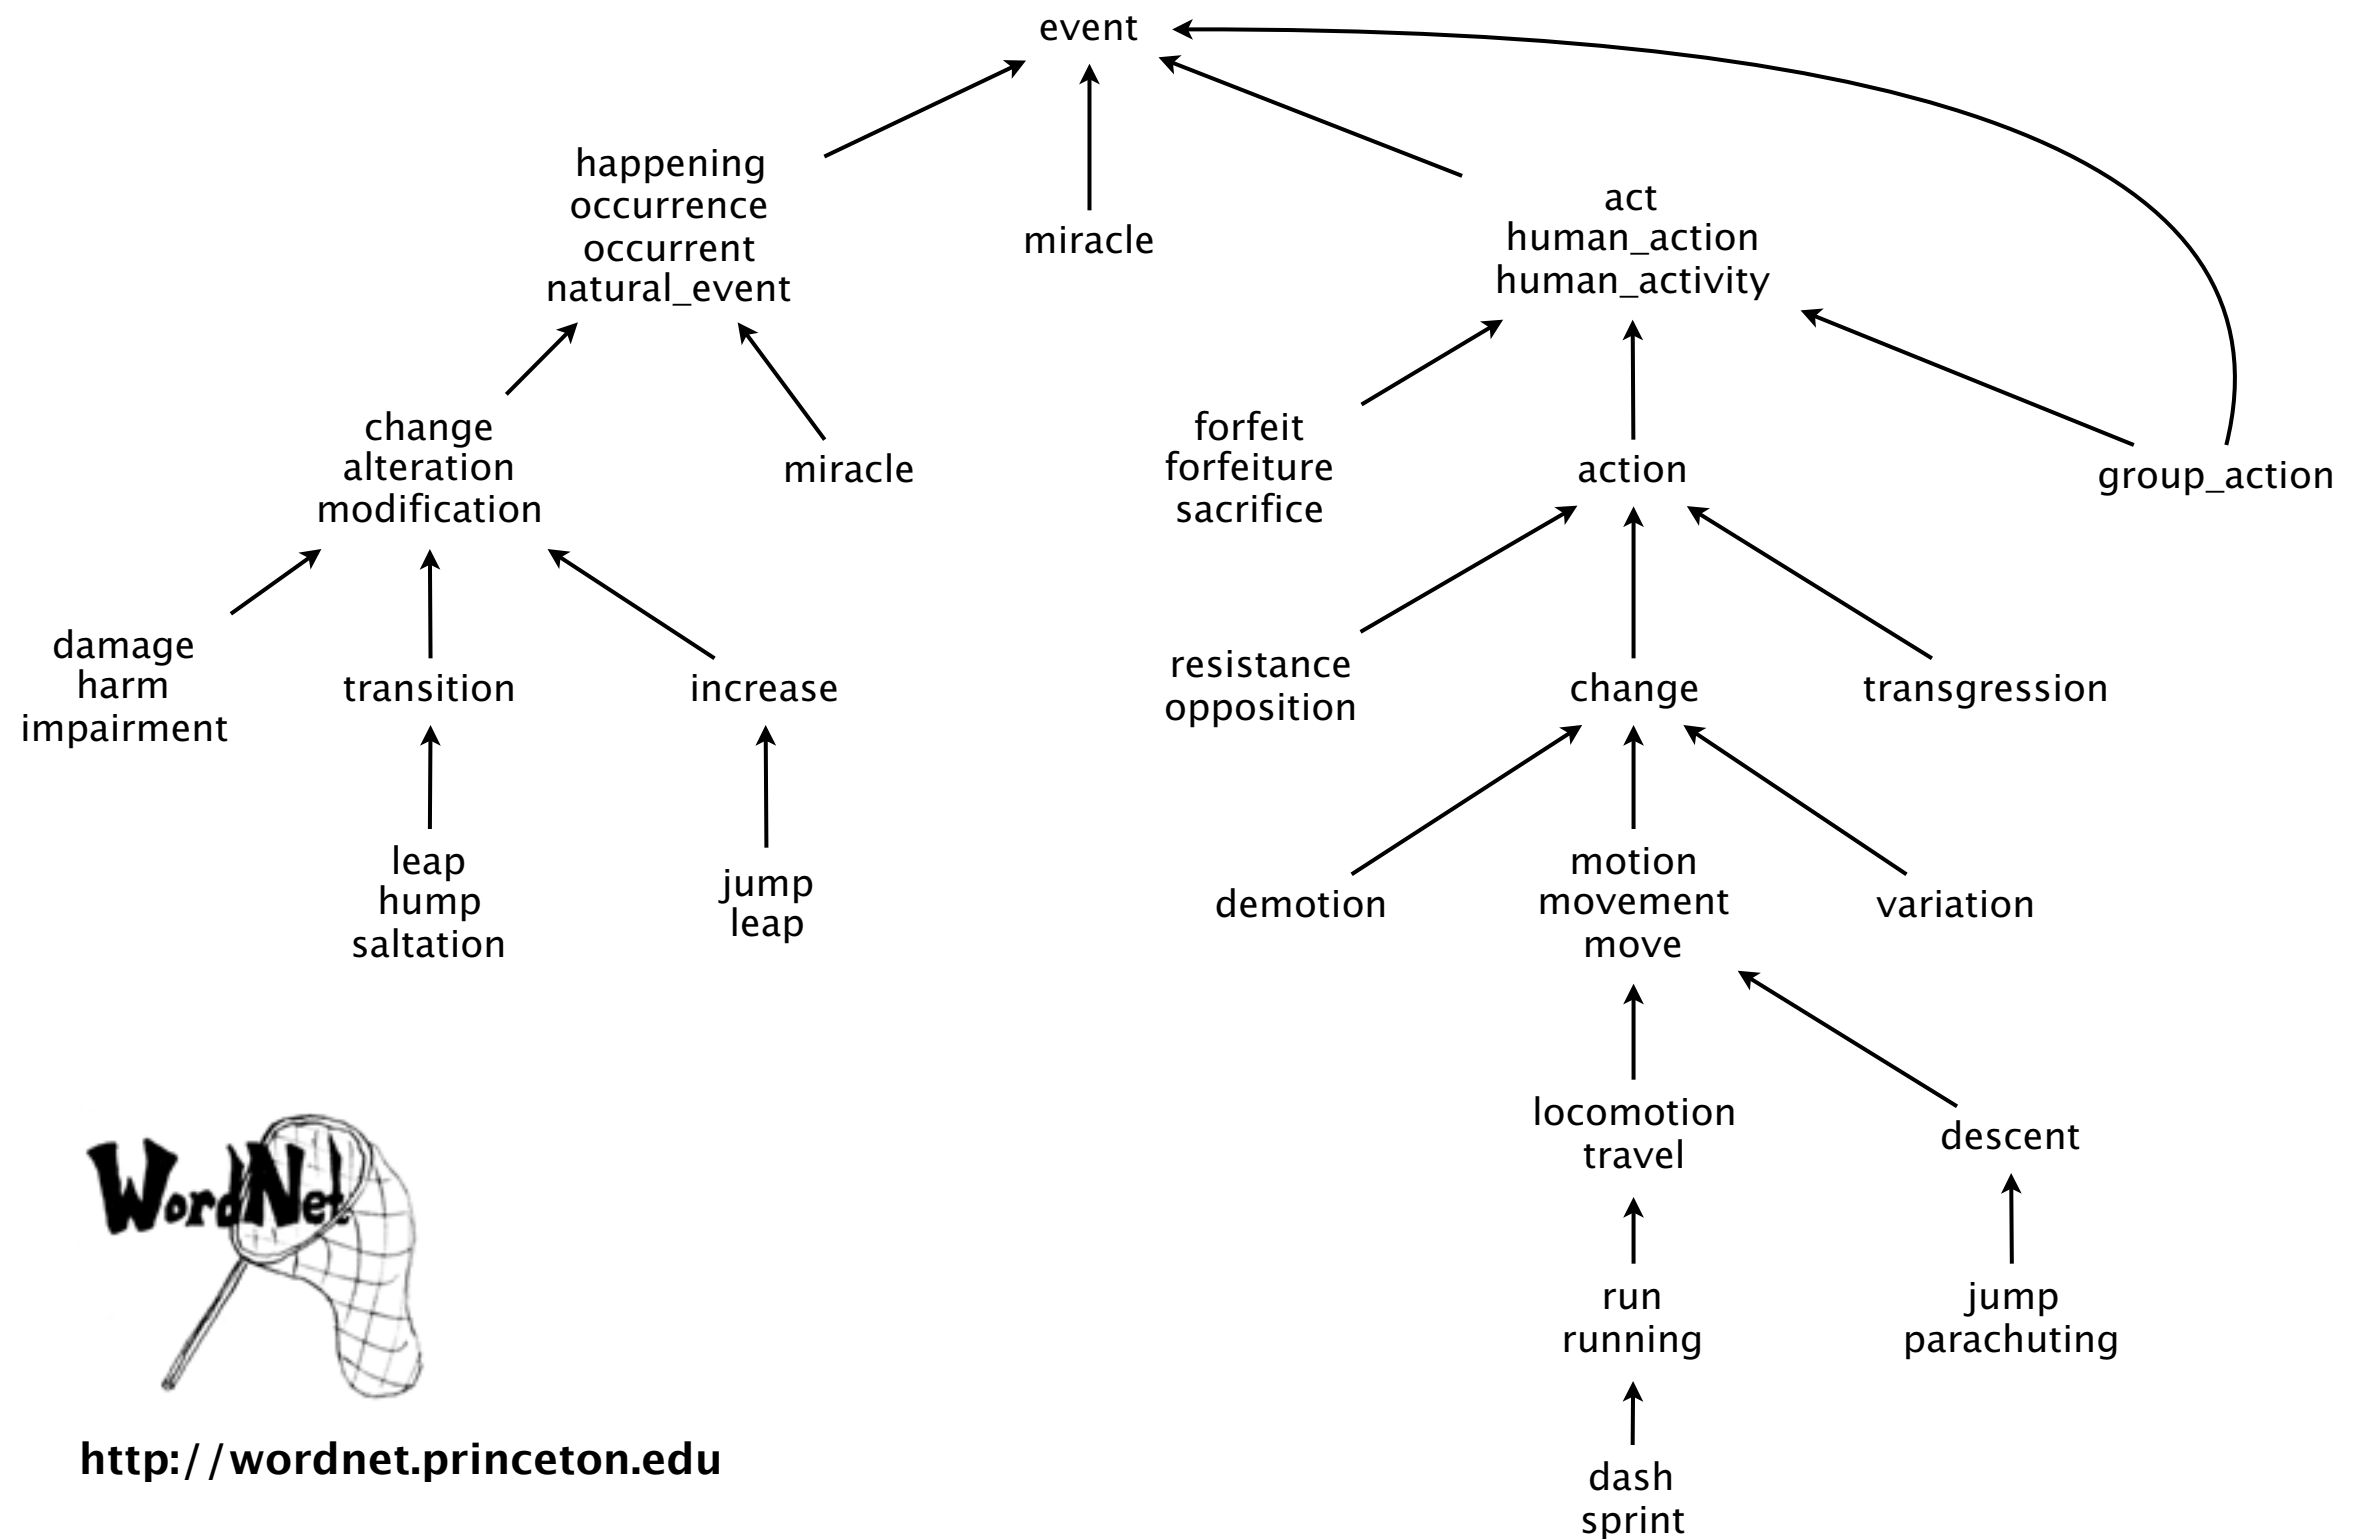 event
happening
occurrence
occurrent
natural_event
miracle
act
human_action
human_activity
change
alteration
modification
miracle
forfeit
forfeiture
sacrifice
action
group_action
damage
harm
impairment
transition
increase
resistance
opposition
change
transgression
leap
hump
saltation
jump
leap
demotion
motion
movement
move
variation
locomotion
travel
descent
run
running
jump
parachuting
dash
sprint
WordNet
http://wordnet.princeton.edu